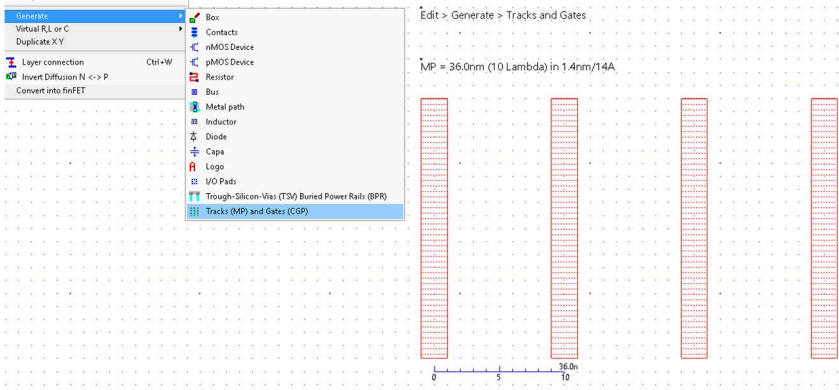 Generate
Virtual R,L or C
Duplicate X Y
Layer connection Ctrl+W
Invert Diffusion N <-> P
Convert into finFET
Box
Contacts
nMOS Device
pMOS Device
Resistor
Bus
Metal path
Inductor
Diode
Capa
Logo
I/O Pads
Trough-Silicon-Vias (TSV) Buried Power Rails (BPR)
Tracks (MP) and Gates (CGP)
Edit > Generate > Tracks and Gates
MP = 36.0nm (10 Lambda) in 1.4nm/14A
36.0n
0 5 10